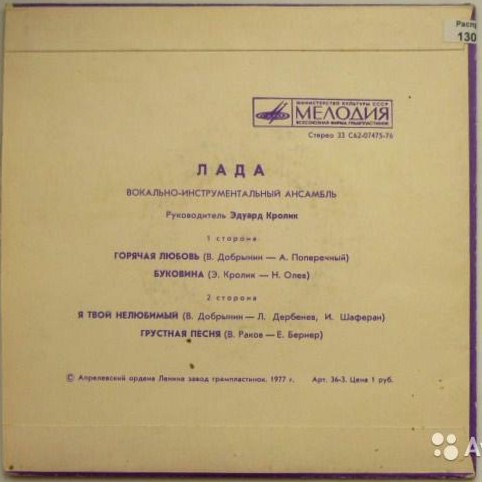 Распр
130
МИНИСТЕРСТВО КУЛЬТУРЫ СССР
МЕЛОДИЯ
ВСЕСОЮЗНАЯ ФИРМА ГРАМПЛАСТИНОК
Стерео 33 С62-07475-76
ЛАДА
ВОКАЛЬНО-ИНСТРУМЕНТАЛЬНЫЙ АНСАМБЛЬ
Руководитель Эдуард Кролик
1 сторона
ГОРЯЧАЯ ЛЮБОВЬ (В. Добрынин — А. Поперечный)
БУКОВИНА (Э. Кролик — Н. Олев)
2 сторона
Я ТВОЙ НЕЛЮБИМЫЙ (В. Добрынин — Л. Дербенев, И. Шаферан)
ГРУСТНАЯ ПЕСНЯ (В. Раков — Е. Бернер)
© Апрелевский ордена Ленина завод грампластинок, 1977 г. Арт. 36-3. Цена 1 руб.
Av